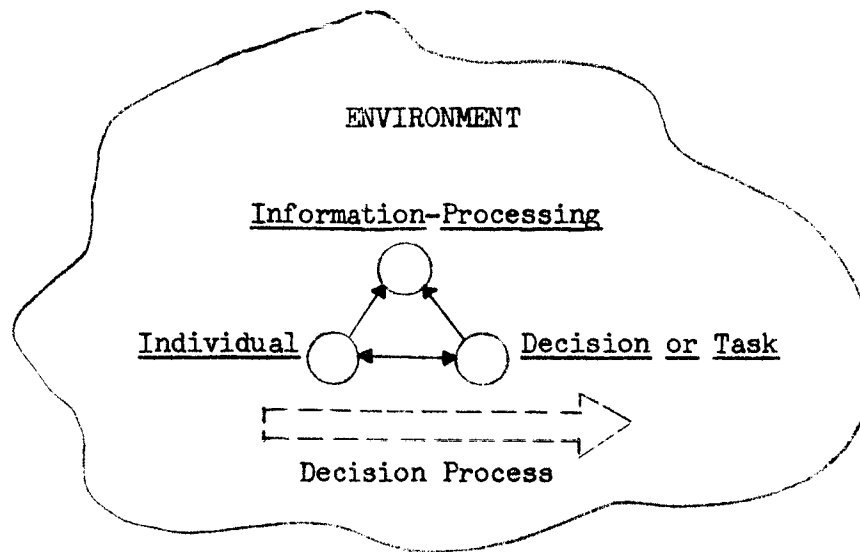 ENVIRONMENT
Information-Processing
Individual
Decision or Task
Decision Process